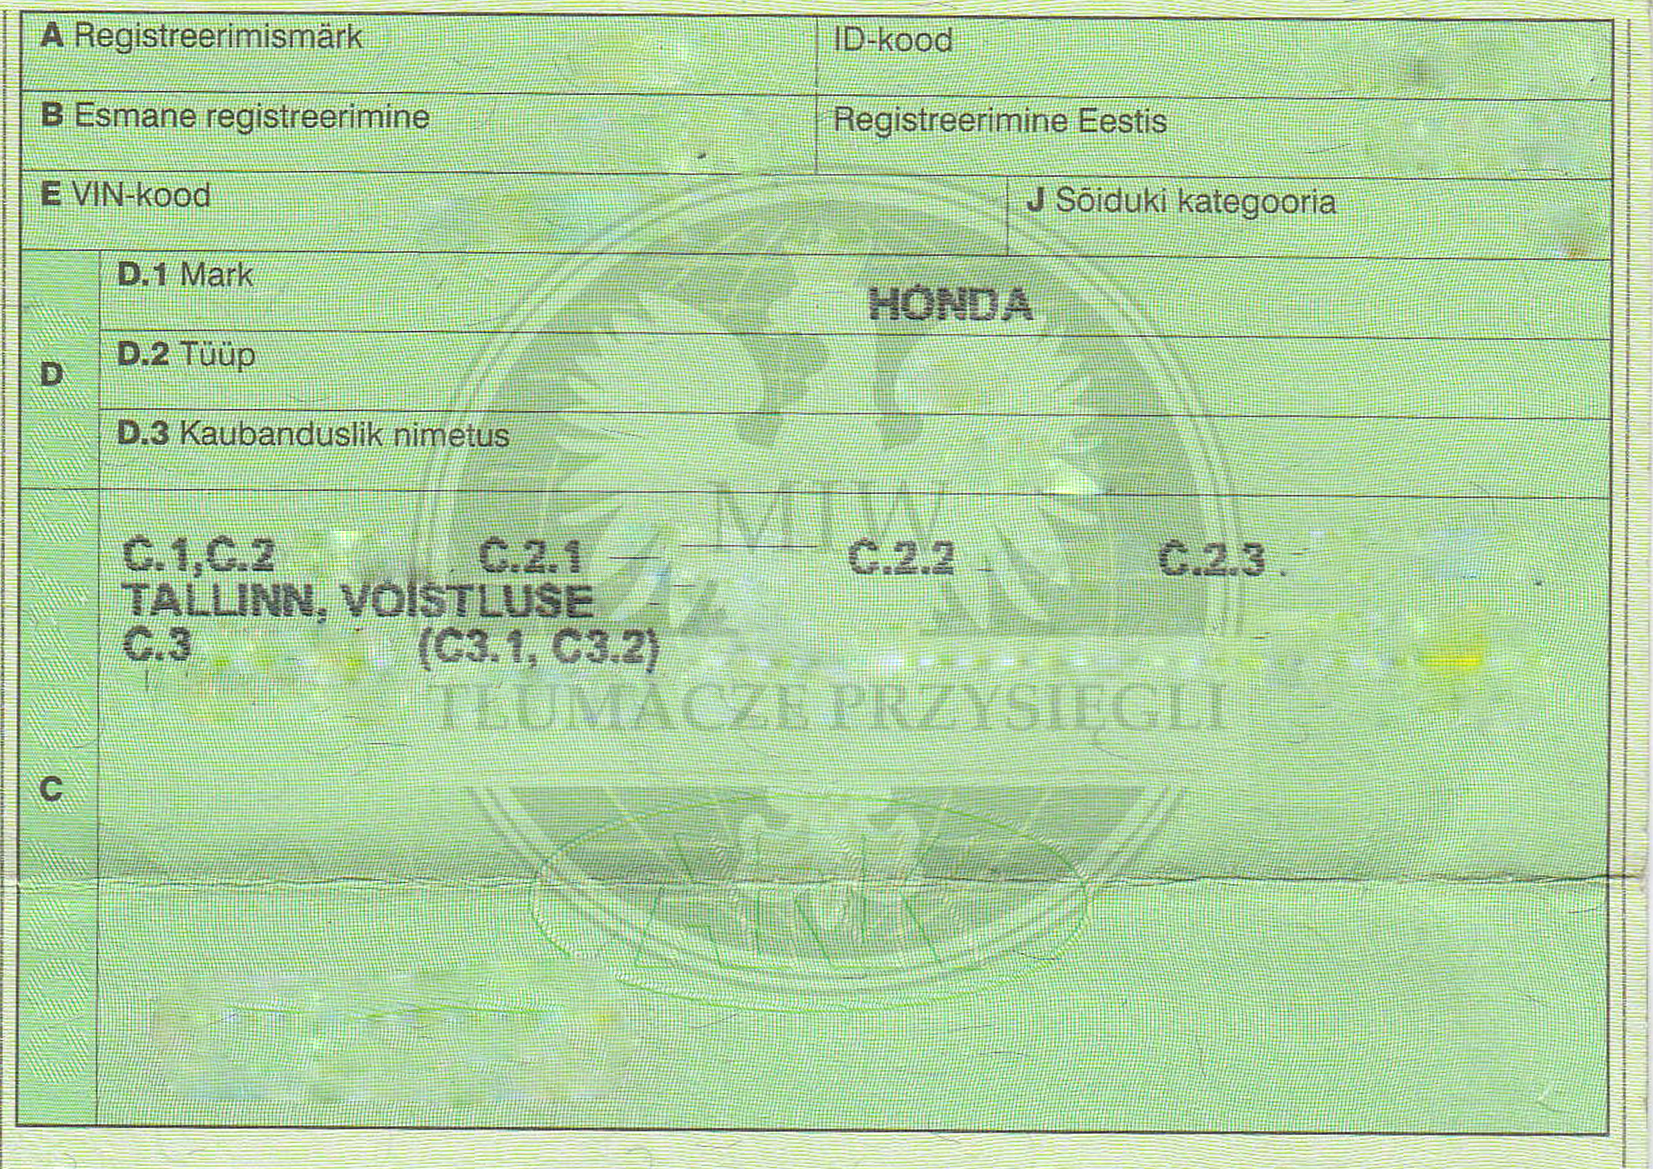 A Registreerimismärk ID-kood
B Esmane registreerimine Registreerimine Eestis
E VIN-kood J Sõiduki kategooria
D.1 Mark HONDA
D
D.2 Tüüp
D.3 Kaubanduslik nimetus
MIW
C.1,C.2 C.2.1 C.2.2 C.2.3
TALLINN, VÕISTLUSE
C.3 (C3.1, C3.2)
TŁUMACZE PRZYSIĘGLI
C
ARK